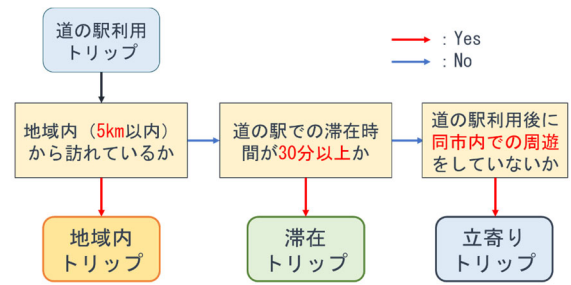 道の駅利用
トリップ
：Yes
：No
地域内（5km以内）
から訪れているか
道の駅での滞在時
間が30分以上か
道の駅利用後に
同市内での周遊
をしていないか
地域内
トリップ
滞在
トリップ
立寄り
トリップ